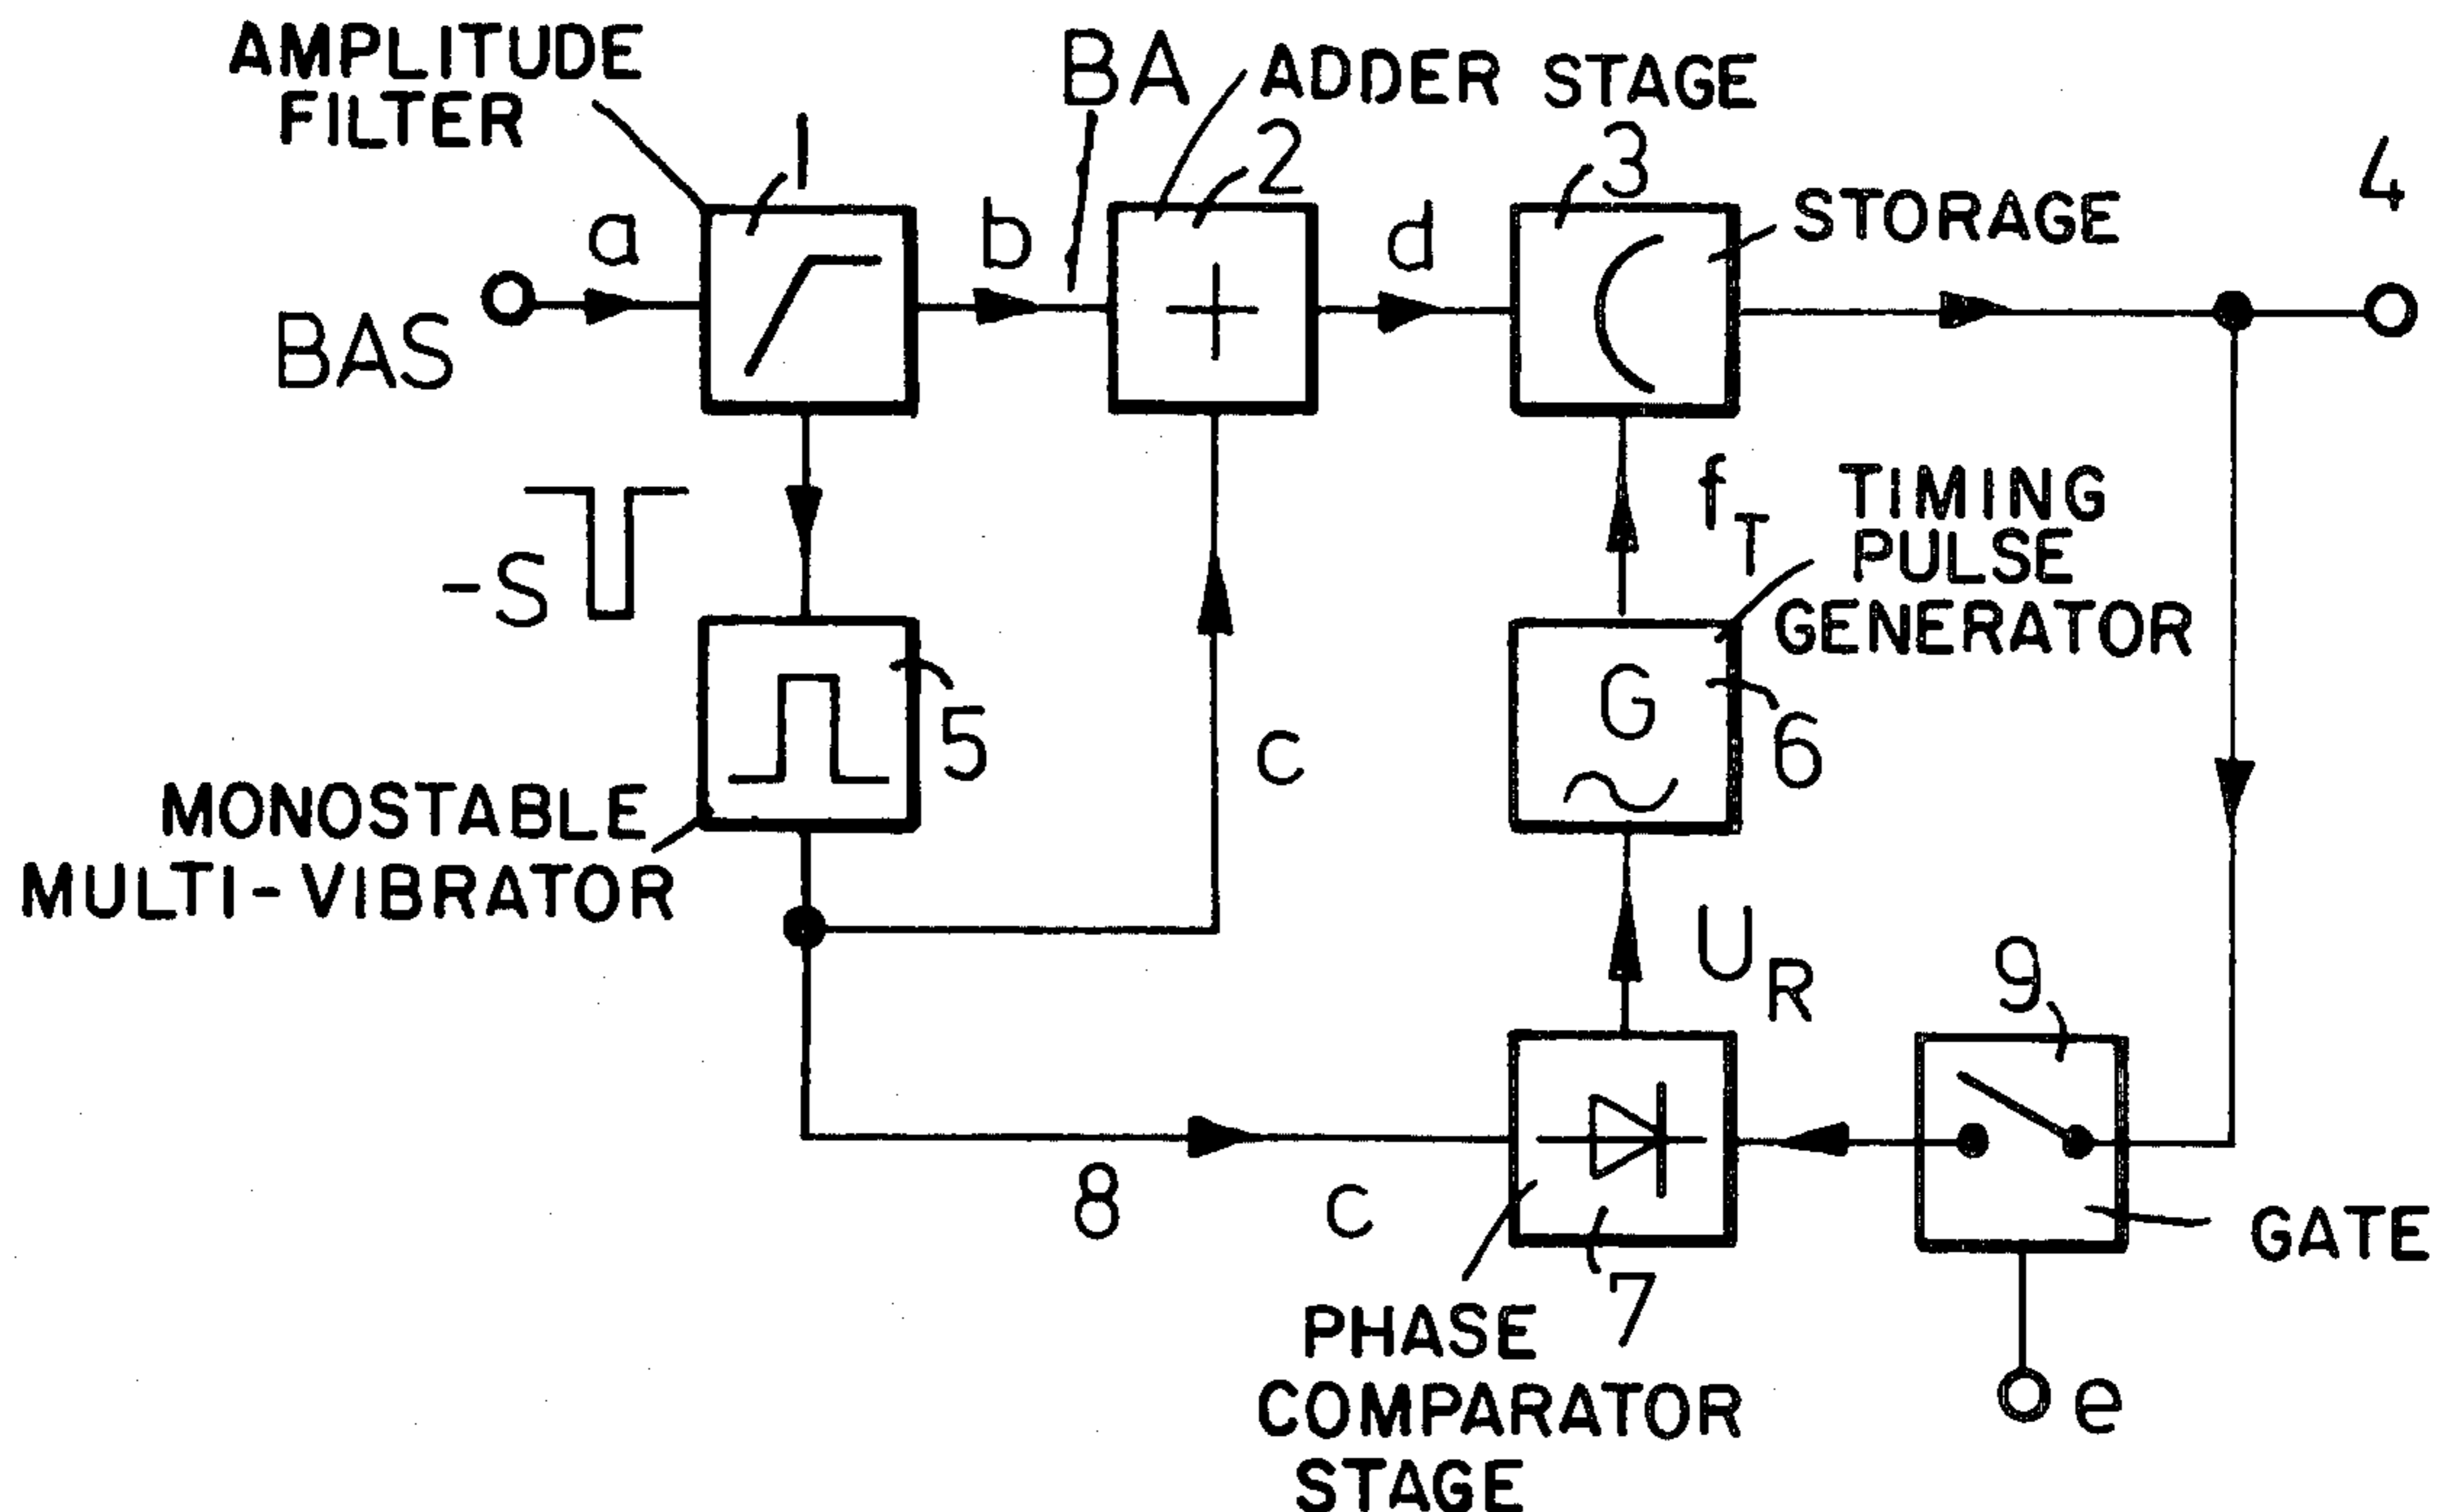 AMPLITUDE
FILTER
BA
ADDER STAGE
1
2
3
4
STORAGE
a
b
d
BAS
-S
f T
TIMING
PULSE
GENERATOR
G
5
6
c
MONOSTABLE
MULTI-VIBRATOR
U R
9
8
c
7
GATE
PHASE
COMPARATOR
STAGE
e